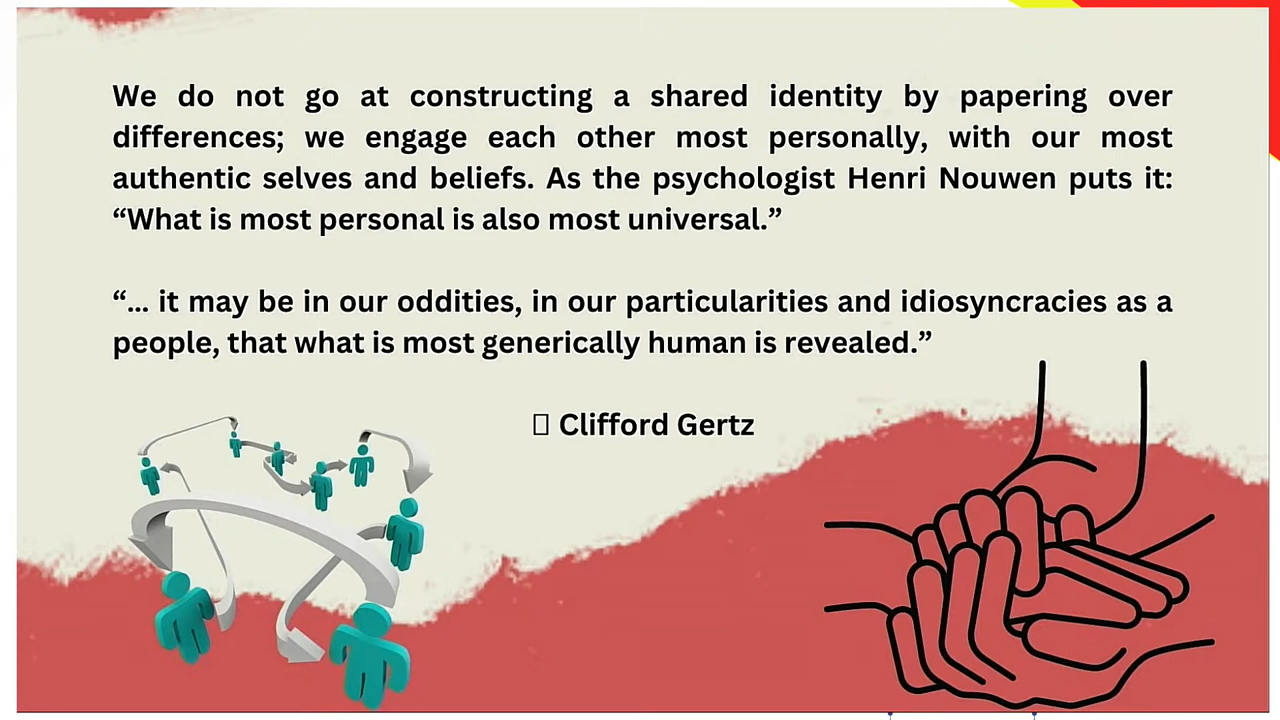 We do not go at constructing a shared identity by papering over
differences; we engage each other most personally, with our most
authentic selves and beliefs. As the psychologist Henri Nouwen puts it:
“What is most personal is also most universal.”
“... it may be in our oddities, in our particularities and idiosyncracies as a
people, that what is most generically human is revealed.”
▯ Clifford Gertz